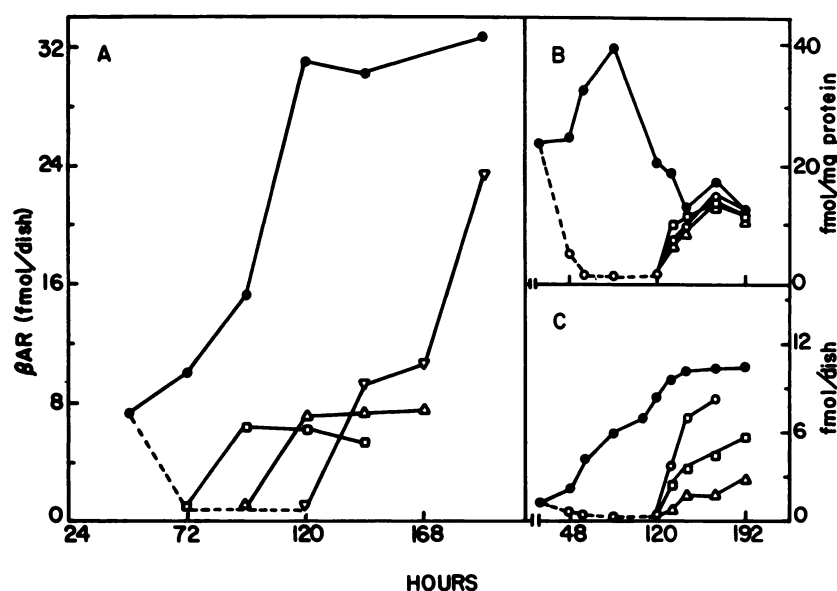 A
B
C
32
24
16
8
0
βAR (fmol/dish)
24 72 120 168
40
20
0
fmol/mg protein
12
6
0
fmol/dish
48 120 192
HOURS